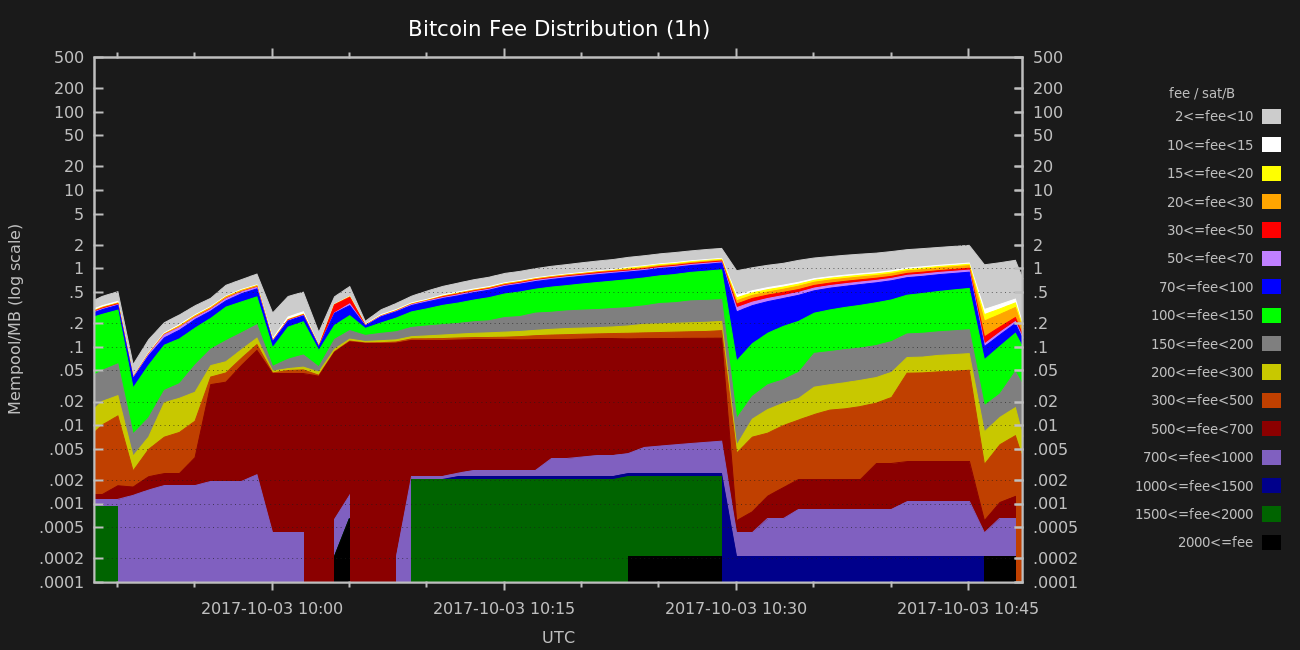 Bitcoin Fee Distribution (1h)
500 500
200 200
100 100
50 50
20 20
10 10
5 5
2 2
1 1
.5 .5
.2 .2
.1 .1
.05 .05
.02 .02
.01 .01
.005 .005
.002 .002
.001 .001
.0005 .0005
.0002 .0002
.0001 .0001
Mempool/MB (log scale)
2017-10-03 10:00 2017-10-03 10:15 2017-10-03 10:30 2017-10-03 10:45
UTC
fee / sat/B
2<=fee<10
10<=fee<15
15<=fee<20
20<=fee<30
30<=fee<50
50<=fee<70
70<=fee<100
100<=fee<150
150<=fee<200
200<=fee<300
300<=fee<500
500<=fee<700
700<=fee<1000
1000<=fee<1500
1500<=fee<2000
2000<=fee